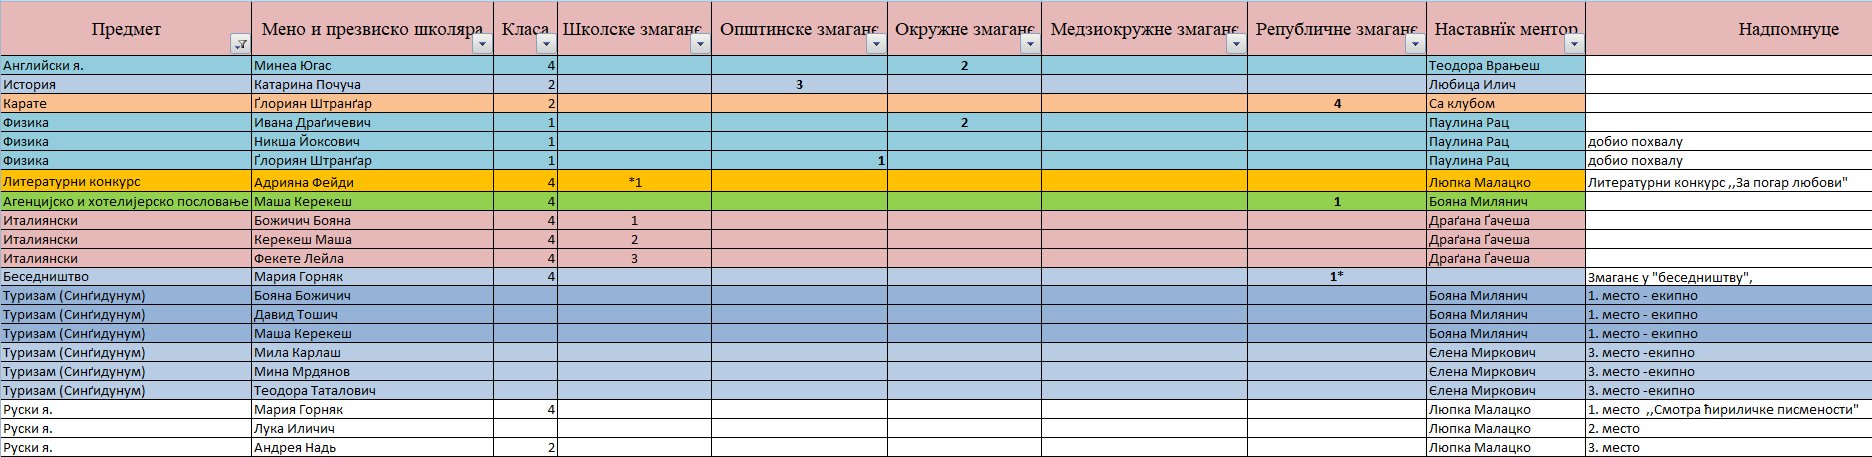 Предмет Мено и презвиско школяра Класа Школске змаганє Општинске змаганє Окружне змаганє Медзиокружне змаганє Републичне змаганє Наставнїк ментор Надпомнуце
Английски я. Минеа Югас 4 2 Теодора Врањеш
История Катарина Почуча 2 3 Любица Илич
Карате Ґлориян Штранґар 2 4 Са клубом
Физика Ивана Драґичевич 1 2 Паулина Рац
Физика Никша Йоксович 1 Паулина Рац добио похвалу
Физика Ґлориян Штранґар 1 1 Паулина Рац добио похвалу
Литературни конкурс Адрияна Фейди 4 *1 Люпка Малацко Литературни конкурс ,,За погар любови"
Агенцијско и хотелијерско пословање Маша Керекеш 4 1 Бояна Милянич
Италиянски Божичич Бояна 4 1 Драґана Ґачеша
Италиянски Керекеш Маша 4 2 Драґана Ґачеша
Италиянски Фекете Лейла 4 3 Драґана Ґачеша
Беседништво Мария Горняк 4 1* Змаганє у "беседништву",
Туризам (Синґидунум) Бояна Божичич Бояна Милянич 1. место - екипно
Туризам (Синґидунум) Давид Тошич Бояна Милянич 1. место - екипно
Туризам (Синґидунум) Маша Керекеш Бояна Милянич 1. место - екипно
Туризам (Синґидунум) Мила Карлаш Єлена Миркович 3. место -екипно
Туризам (Синґидунум) Мина Мрдянов Єлена Миркович 3. место -екипно
Туризам (Синґидунум) Теодора Таталович Єлена Миркович 3. место -екипно
Руски я. Мария Горняк 4 Люпка Малацко 1. место ,,Смотра ћириличке писмености"
Руски я. Лука Иличич Люпка Малацко 2. место
Руски я. Андрея Надь 2 Люпка Малацко 3. место